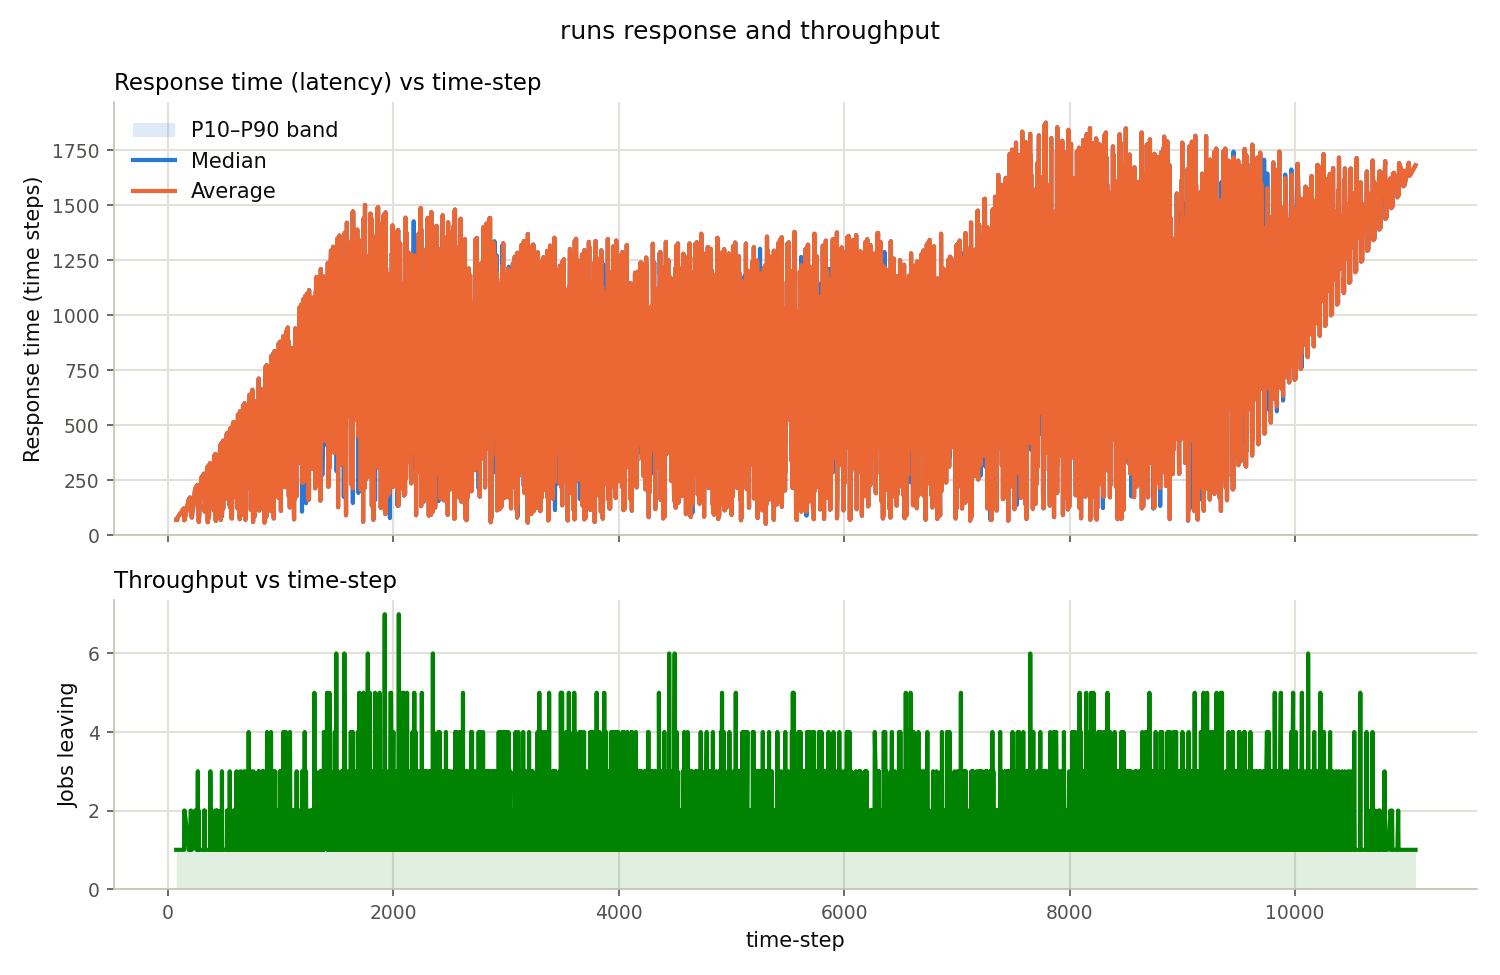 runs response and throughput
Response time (latency) vs time-step
P10–P90 band
Median
Average
Response time (time steps)
1750
1500
1250
1000
750
500
250
0
Throughput vs time-step
Jobs leaving
6
4
2
0
0 2000 4000 6000 8000 10000
time-step